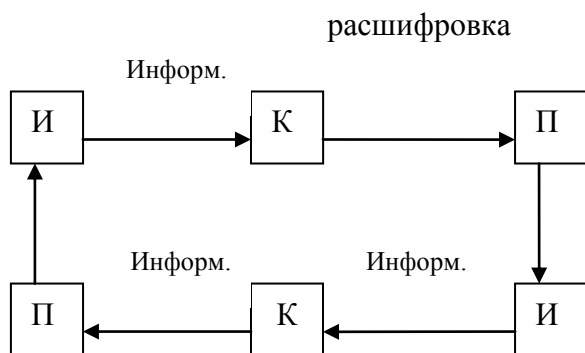 расшифровка
Информ.
И К П
Информ. Информ.
П К И